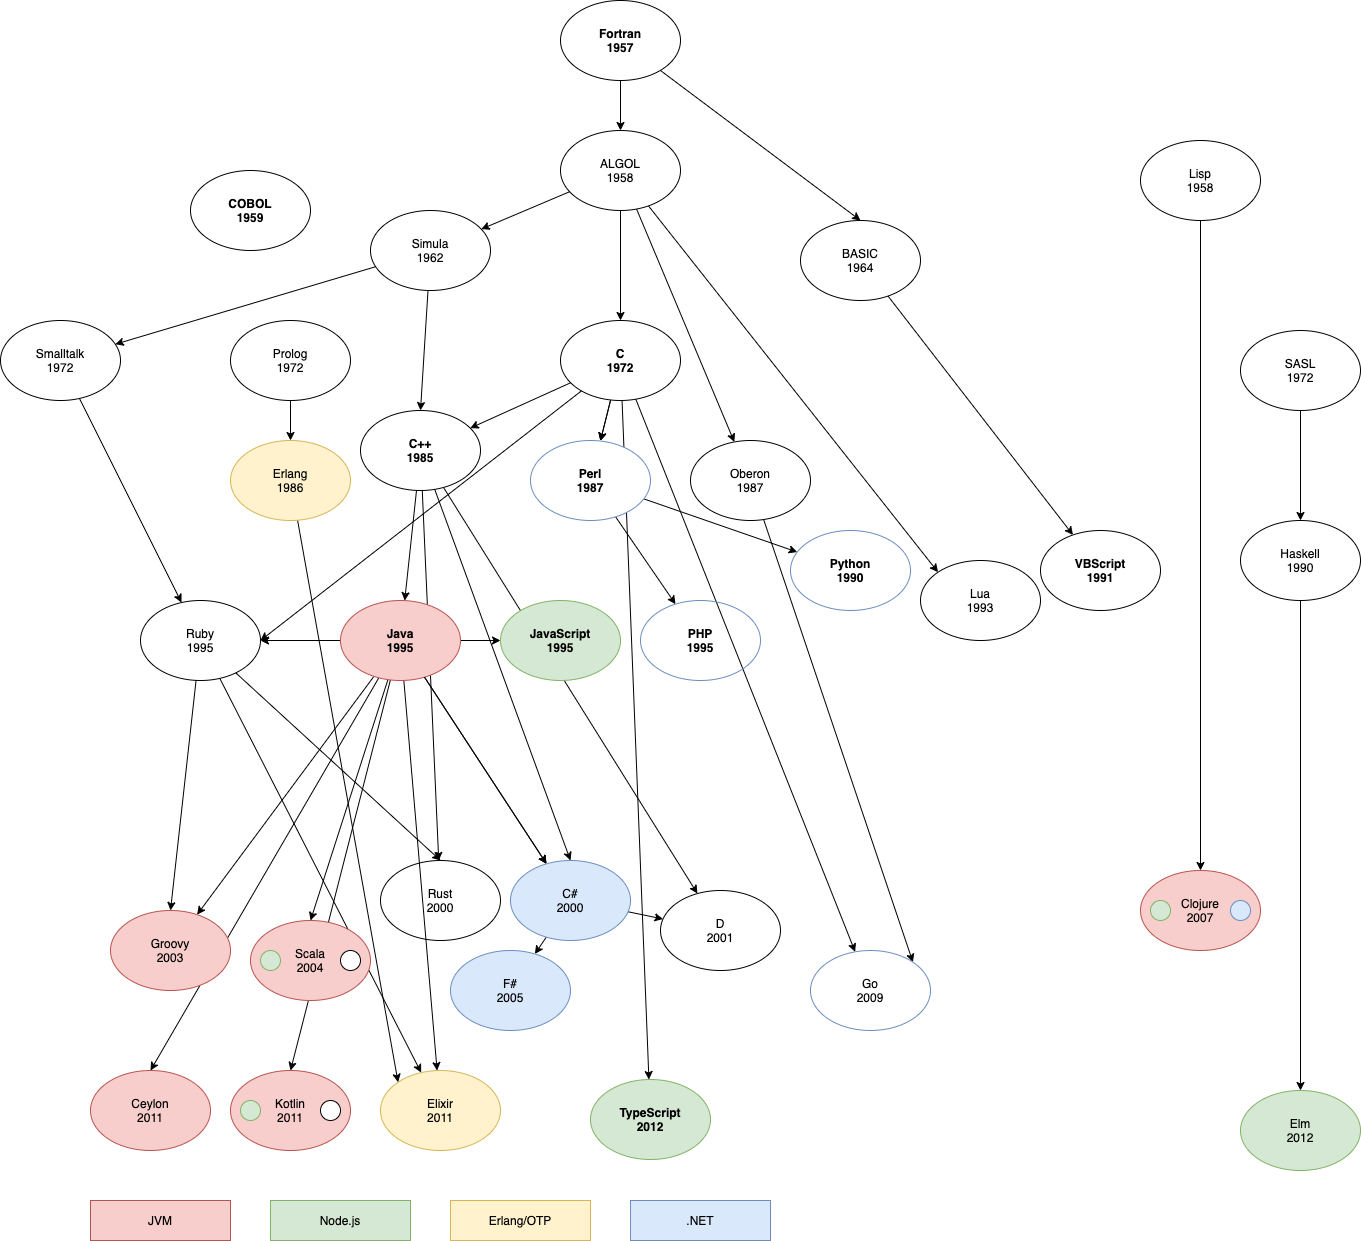 Fortran
1957
ALGOL
1958
Lisp
1958
COBOL
1959
Simula
1962
BASIC
1964
Smalltalk
1972
Prolog
1972
C
1972
SASL
1972
C++
1985
Erlang
1986
Perl
1987
Oberon
1987
Python
1990
VBScript
1991
Haskell
1990
Lua
1993
Ruby
1995
Java
1995
JavaScript
1995
PHP
1995
Rust
2000
C#
2000
D
2001
Clojure
2007
Groovy
2003
Scala
2004
F#
2005
Go
2009
Ceylon
2011
Kotlin
2011
Elixir
2011
TypeScript
2012
Elm
2012
JVM
Node.js
Erlang/OTP
.NET